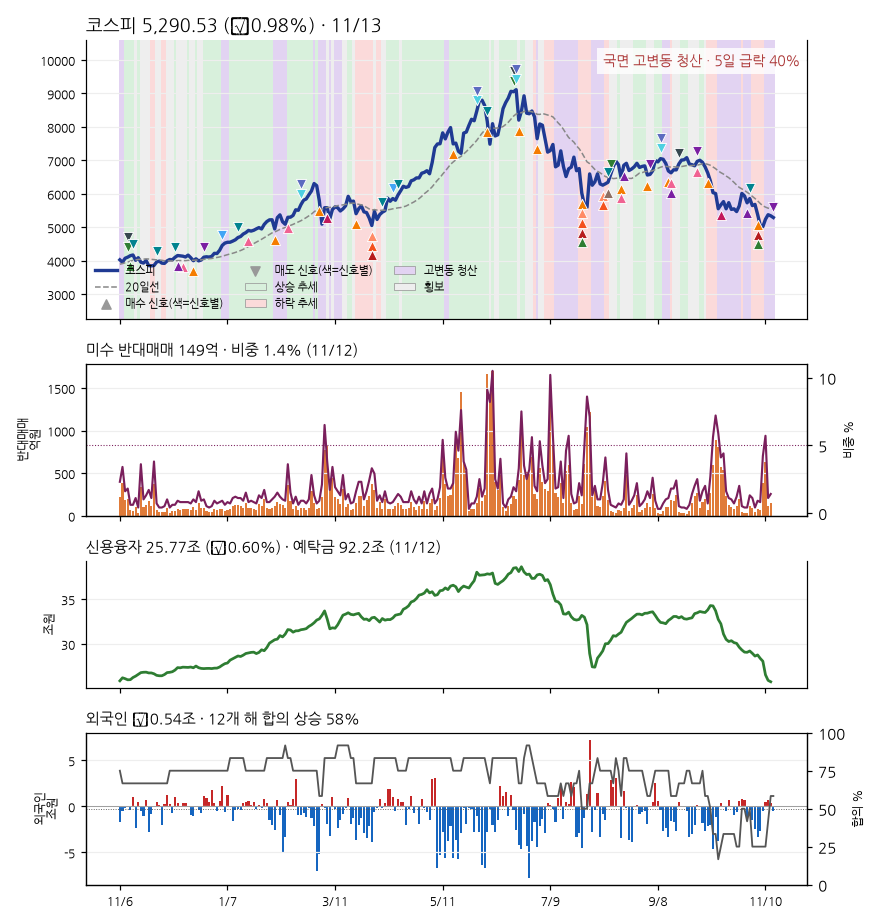 코스피 5,290.53 (√0.98%) · 11/13
국면 고변동 청산 · 5일 급락 40%
10000
9000
8000
7000
6000
5000
4000
3000
코스피
20일선
매수 신호(색=신호별)
매도 신호(색=신호별)
상승 추세
하락 추세
고변동 청산
횡보
미수 반대매매 149억 · 비중 1.4% (11/12)
반대매매
억원
1500
1000
500
0
10
5
0
비중 %
신용융자 25.77조 (√0.60%) · 예탁금 92.2조 (11/12)
조원
35
30
외국인 √0.54조 · 12개 해 합의 상승 58%
외국인
조원
5
0
-5
100
75
50
25
0
합의 %
11/6
1/7
3/11
5/11
7/9
9/8
11/10